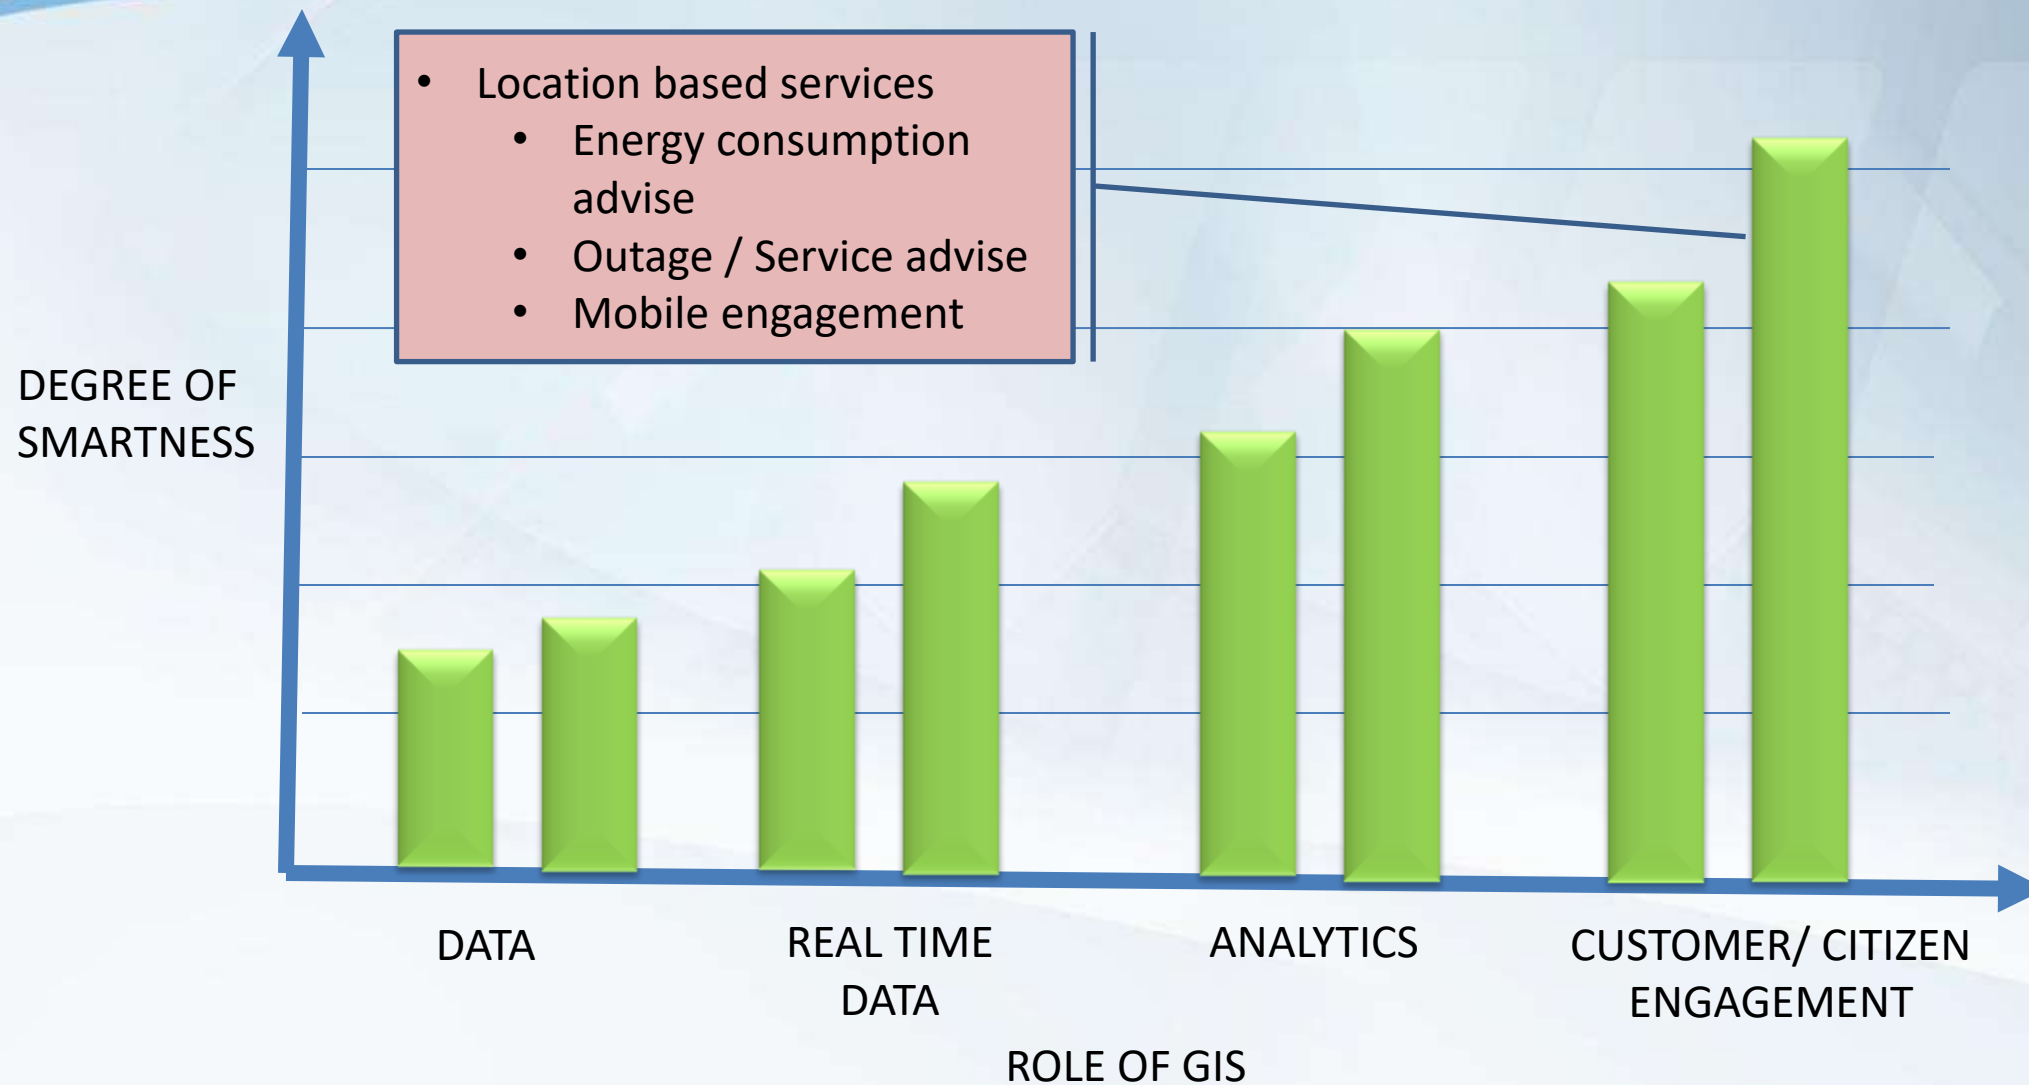 • Location based services
• Energy consumption
advise
• Outage / Service advise
• Mobile engagement
DEGREE OF
SMARTNESS
DATA
REAL TIME
DATA
ANALYTICS
CUSTOMER/ CITIZEN
ENGAGEMENT
ROLE OF GIS